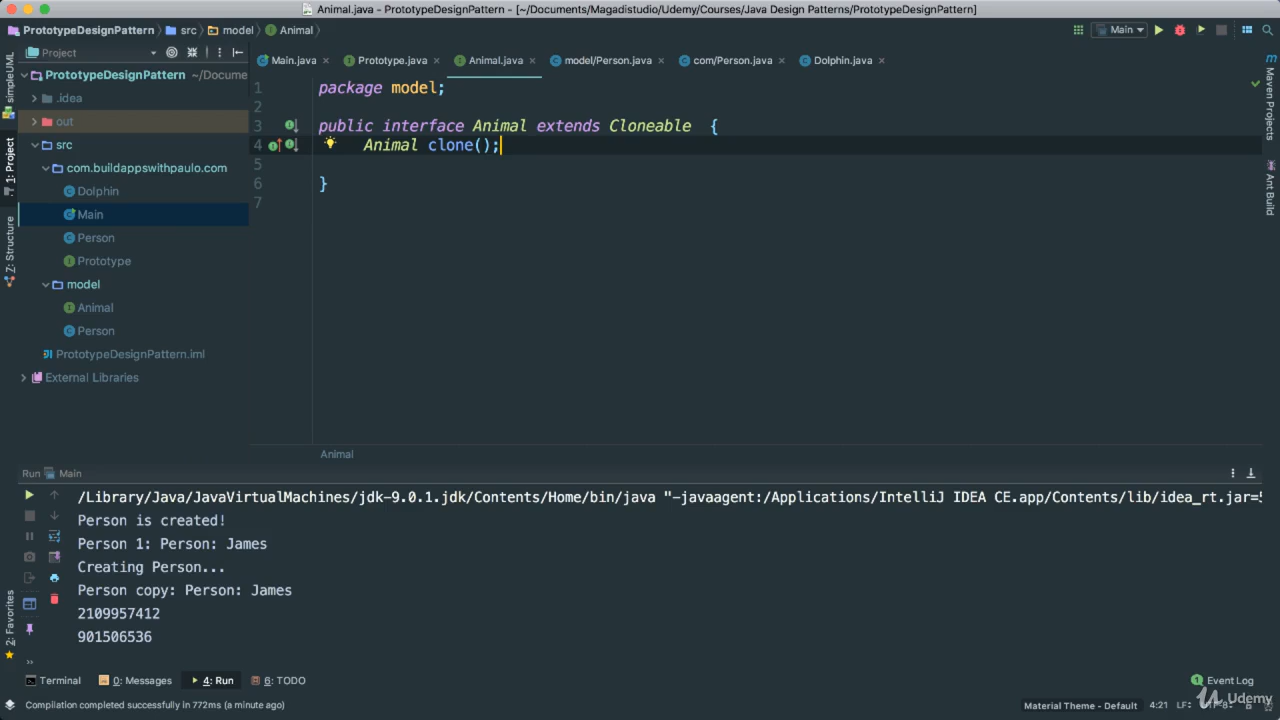 Animal.java - PrototypeDesignPattern - [~/Documents/Magadistudio/Udemy/Courses/Java Design Patterns/PrototypeDesignPattern]
PrototypeDesignPattern src model Animal Main
Project
Main.java × Prototype.java × Animal.java × model/Person.java × com/Person.java × Dolphin.java ×
PrototypeDesignPattern ~/Docume
.idea
out
src
com.buildappswithpaulo.com
Dolphin
Main
Person
Prototype
model
Animal
Person
PrototypeDesignPattern.iml
External Libraries
simpleUML
1: Project
Z: Structure
2: Favorites
1 package model;
2
3 public interface Animal extends Cloneable {
4 Animal clone();
5
6 }
7
Animal
Maven Projects
Ant Build
Run Main
/Library/Java/JavaVirtualMachines/jdk-9.0.1.jdk/Contents/Home/bin/java "-javaagent:/Applications/IntelliJ IDEA CE.app/Contents/lib/idea_rt.jar=5
Person is created!
Person 1: Person: James
Creating Person...
Person copy: Person: James
2109957412
901506536
Terminal 0: Messages 4: Run 6: TODO Event Log
Compilation completed successfully in 772ms (a minute ago) Material Theme - Default 4:21 LF÷
Udemy